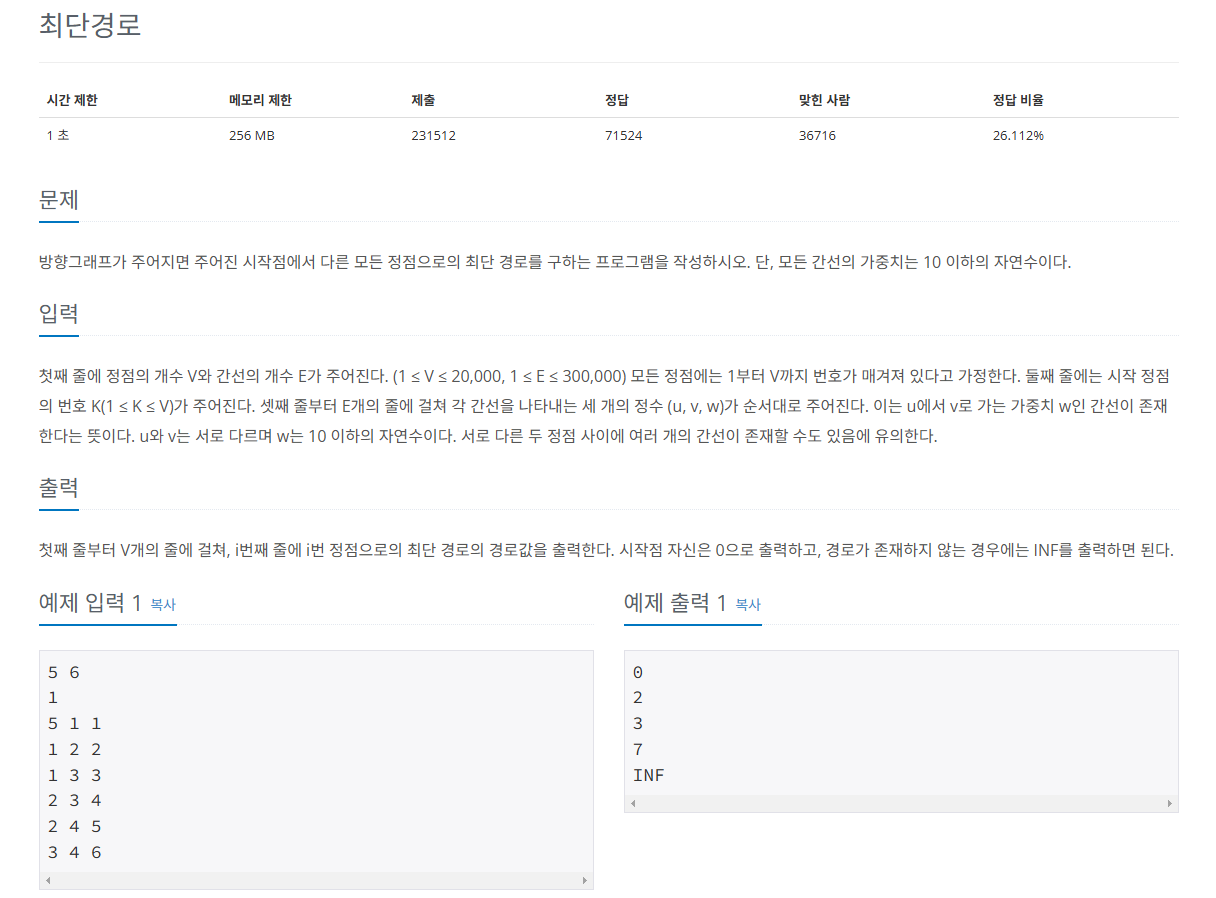 최단경로
시간 제한 메모리 제한 제출 정답 맞힌 사람 정답 비율
1 초 256 MB 231512 71524 36716 26.112%
문제
방향그래프가 주어지면 주어진 시작점에서 다른 모든 정점으로의 최단 경로를 구하는 프로그램을 작성하시오. 단, 모든 간선의 가중치는 10 이하의 자연수이다.
입력
첫째 줄에 정점의 개수 V와 간선의 개수 E가 주어진다. (1 ≤ V ≤ 20,000, 1 ≤ E ≤ 300,000) 모든 정점에는 1부터 V까지 번호가 매겨져 있다고 가정한다. 둘째 줄에는 시작 정점
의 번호 K(1 ≤ K ≤ V)가 주어진다. 셋째 줄부터 E개의 줄에 걸쳐 각 간선을 나타내는 세 개의 정수 (u, v, w)가 순서대로 주어진다. 이는 u에서 v로 가는 가중치 w인 간선이 존재
한다는 뜻이다. u와 v는 서로 다르며 w는 10 이하의 자연수이다. 서로 다른 두 정점 사이에 여러 개의 간선이 존재할 수도 있음에 유의한다.
출력
첫째 줄부터 V개의 줄에 걸쳐, i번째 줄에 i번 정점으로의 최단 경로의 경로값을 출력한다. 시작점 자신은 0으로 출력하고, 경로가 존재하지 않는 경우에는 INF를 출력하면 된다.
예제 입력 1 복사
5 6
1
5 1 1
1 2 2
1 3 3
2 3 4
2 4 5
3 4 6
예제 출력 1 복사
0
2
3
7
INF